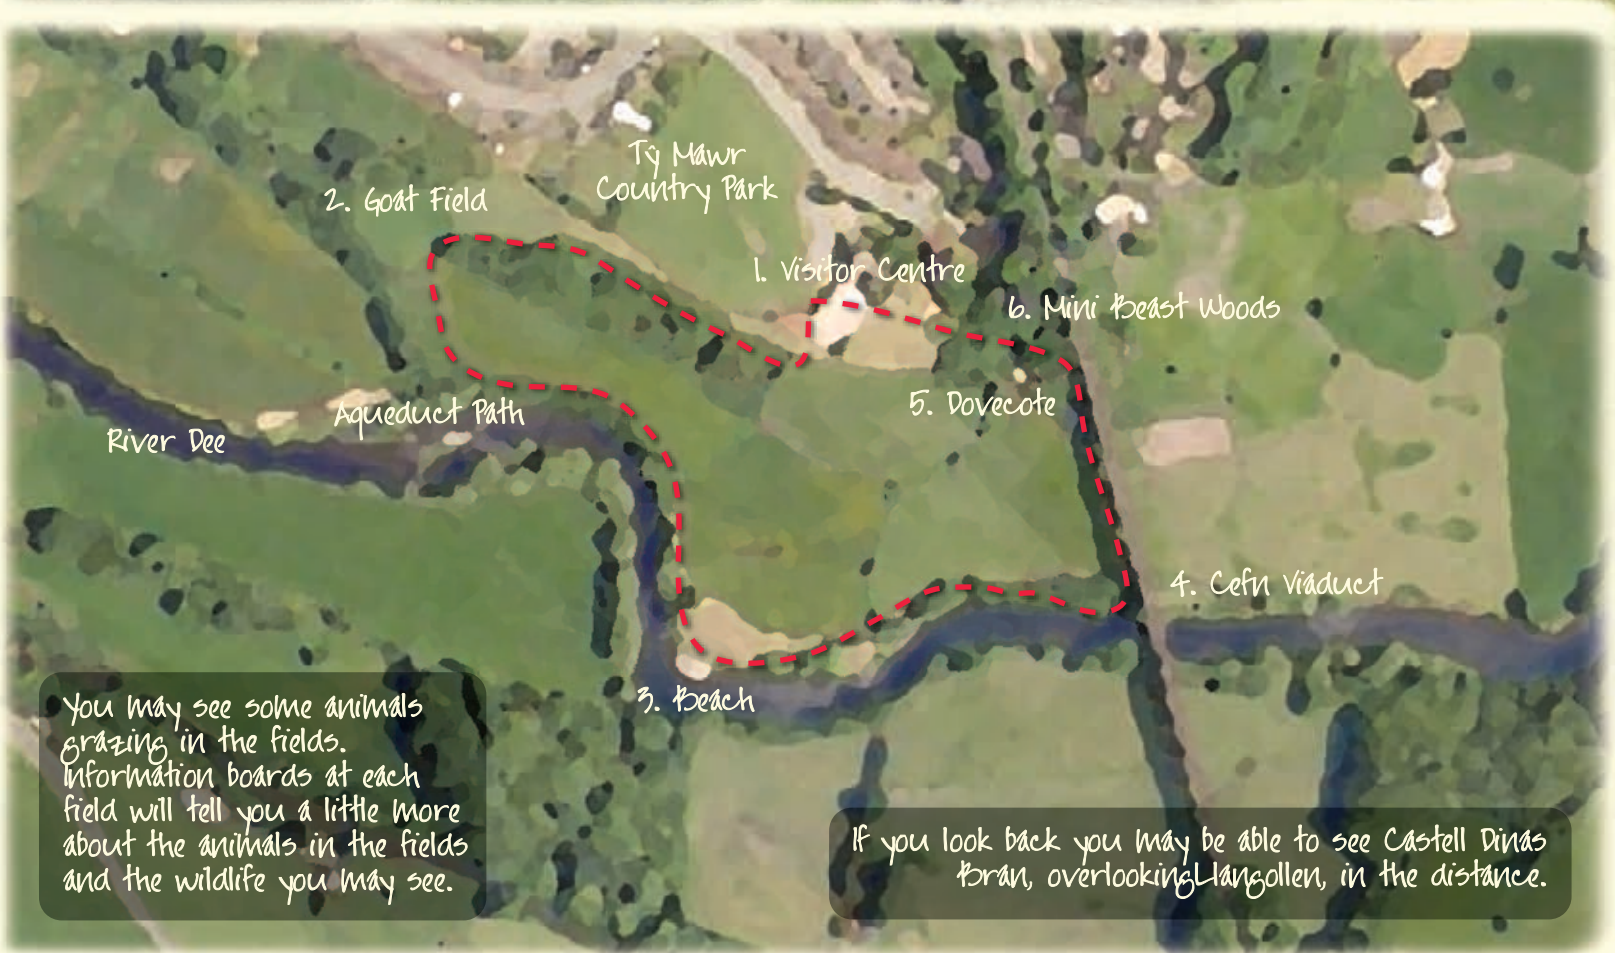 Tŷ Mawr
Country Park
2. Goat Field
1. Visitor Centre
6. Mini Beast Woods
5. Dovecote
Aqueduct Path
River Dee
4. Cefn Viaduct
3. Beach
You may see some animals
grazing in the fields.
Information boards at each
field will tell you a little more
about the animals in the fields
and the wildlife you may see.
If you look back you may be able to see Castell Dinas
Bran, overlookingLlangollen, in the distance.